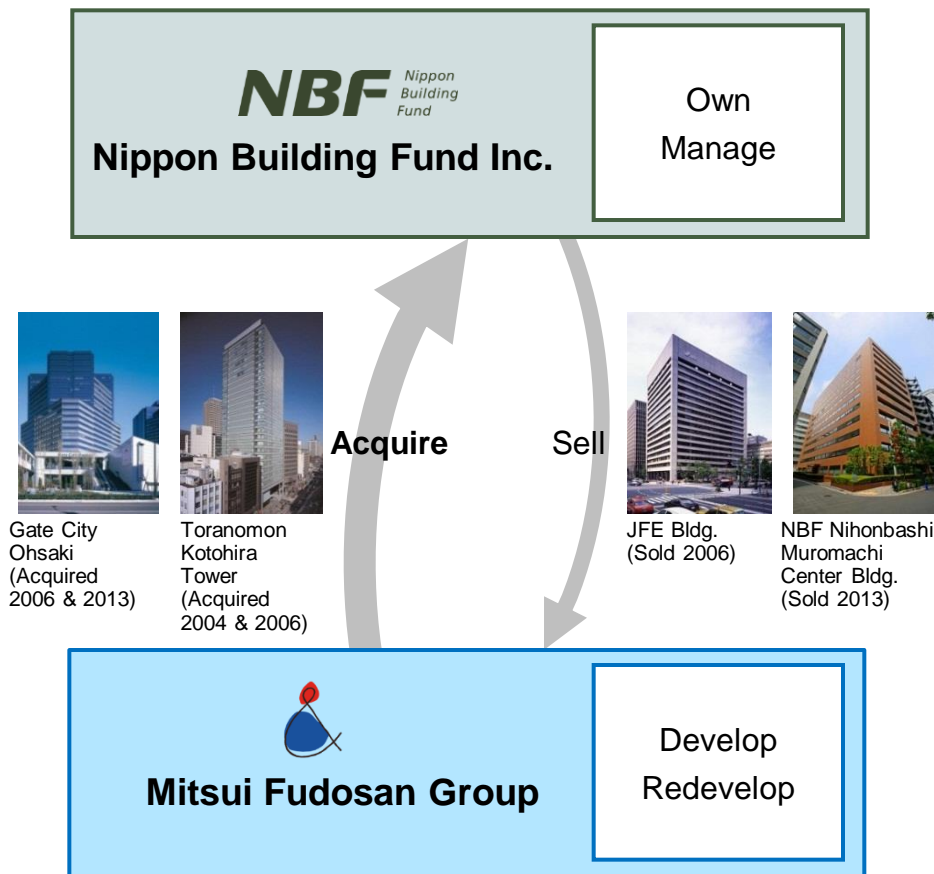 NBF
Nippon
Building
Fund
Nippon Building Fund Inc.
Own
Manage
Acquire
Sell
Gate City
Ohsaki
(Acquired
2006 & 2013)
Toranomon
Kotohira
Tower
(Acquired
2004 & 2006)
JFE Bldg.
(Sold 2006)
NBF Nihonbashi
Muromachi
Center Bldg.
(Sold 2013)
Mitsui Fudosan Group
Develop
Redevelop